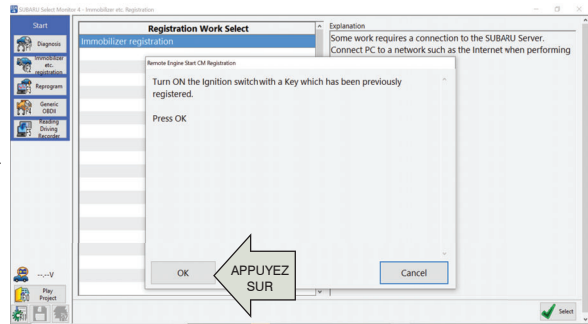 SUBARU Select Monitor 4 - Immobilizer etc. Registration
Start
Diagnosis
Immobilizer
etc.
registration
Reprogram
Generic
OBDII
Reading
Driving
Recorder
--.--V
Play
Project
Registration Work Select
Immobilizer registration
Explanation
Some work requires a connection to the SUBARU Server.
Connect PC to a network such as the Internet when performing
Remote Engine Start CM Registration
Turn ON the Ignition switchwith a Key which has been previously
registered.
Press OK
OK
APPUYEZ
SUR
Cancel
Select